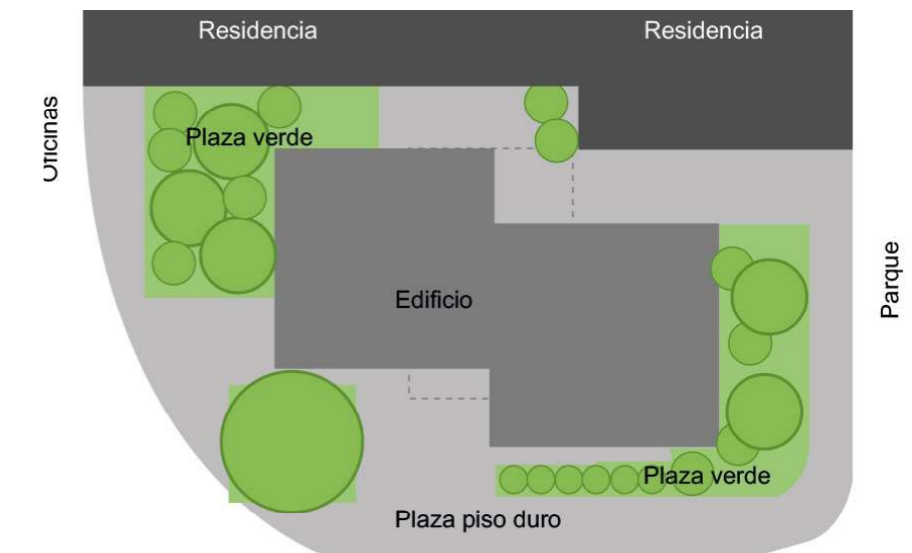 Residencia
Residencia
Oficinas
Plaza verde
Edificio
Parque
Plaza verde
Plaza piso duro